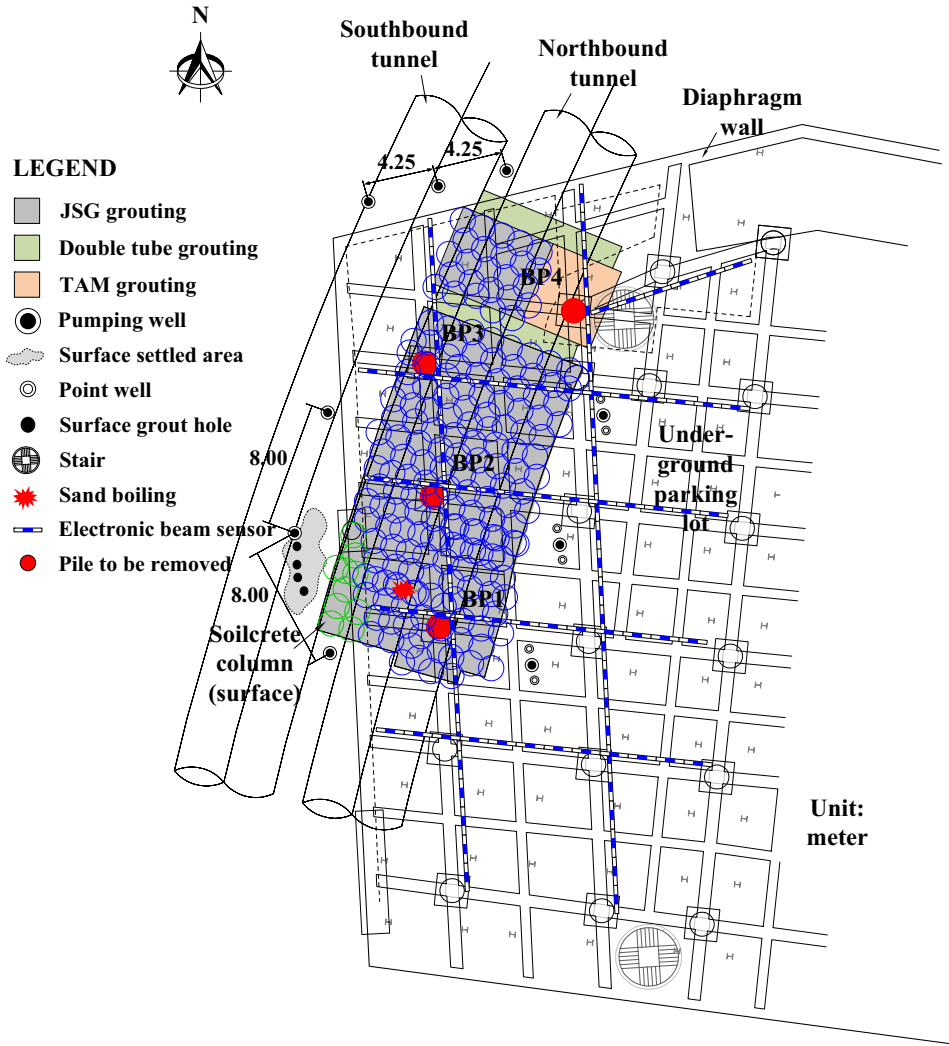 N
Southbound
tunnel
Northbound
tunnel
Diaphragm
wall
4.25
4.25
LEGEND
JSG grouting
Double tube grouting
TAM grouting
Pumping well
Surface settled area
Point well
Surface grout hole
Stair
Sand boiling
Electronic beam sensor
Pile to be removed
BP4
BP3
BP2
BP1
8.00
8.00
Under-
ground
parking
lot
Soilcrete
column
(surface)
Unit:
meter